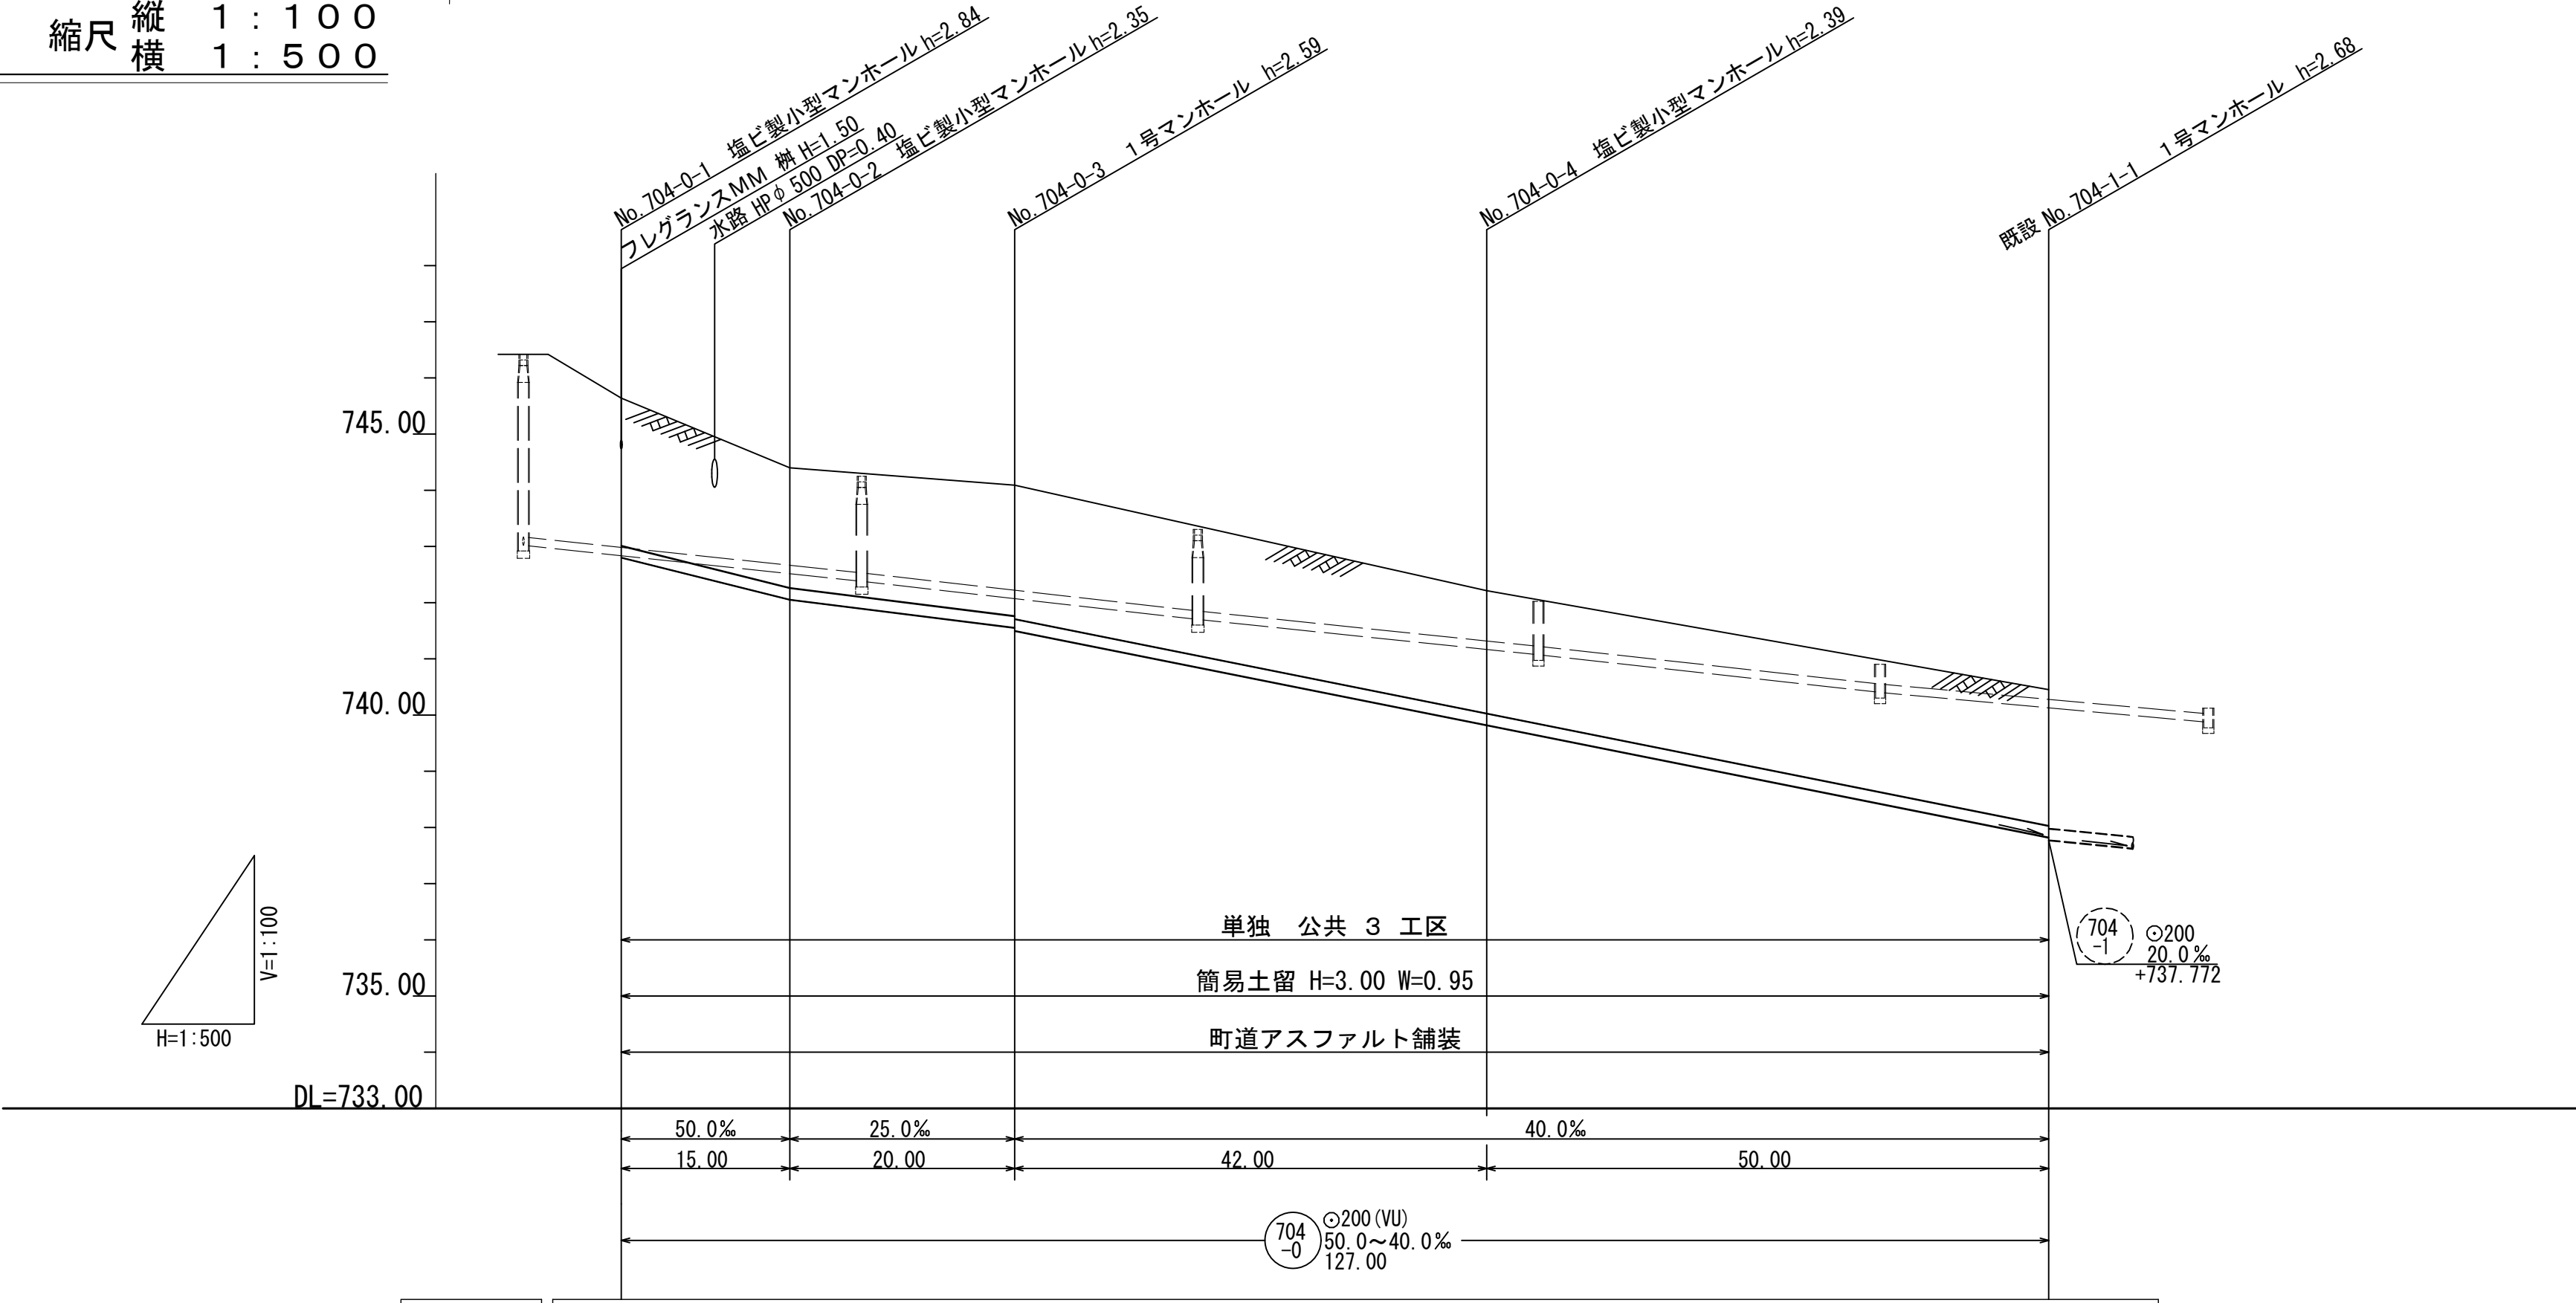 縮尺 縦 1:100
横 1:500
No.704-0-1 塩ビ製小型マンホール h=2.84
フレグランスMM 桝 H=1.50
水路 HPφ500 DP=0.40
No.704-0-2 塩ビ製小型マンホール h=2.35
No.704-0-3 1号マンホール h=2.59
No.704-0-4 塩ビ製小型マンホール h=2.39
既設 No.704-1-1 1号マンホール h=2.68
745.00
740.00
735.00
DL=733.00
V=1:100
H=1:500
単独 公共 3 工区
簡易土留 H=3.00 W=0.95
町道アスファルト舗装
704
-1
⊙200
20.0‰
+737.772
50.0‰
25.0‰
40.0‰
15.00
20.00
42.00
50.00
704
-0
⊙200(VU)
50.0～40.0‰
127.00